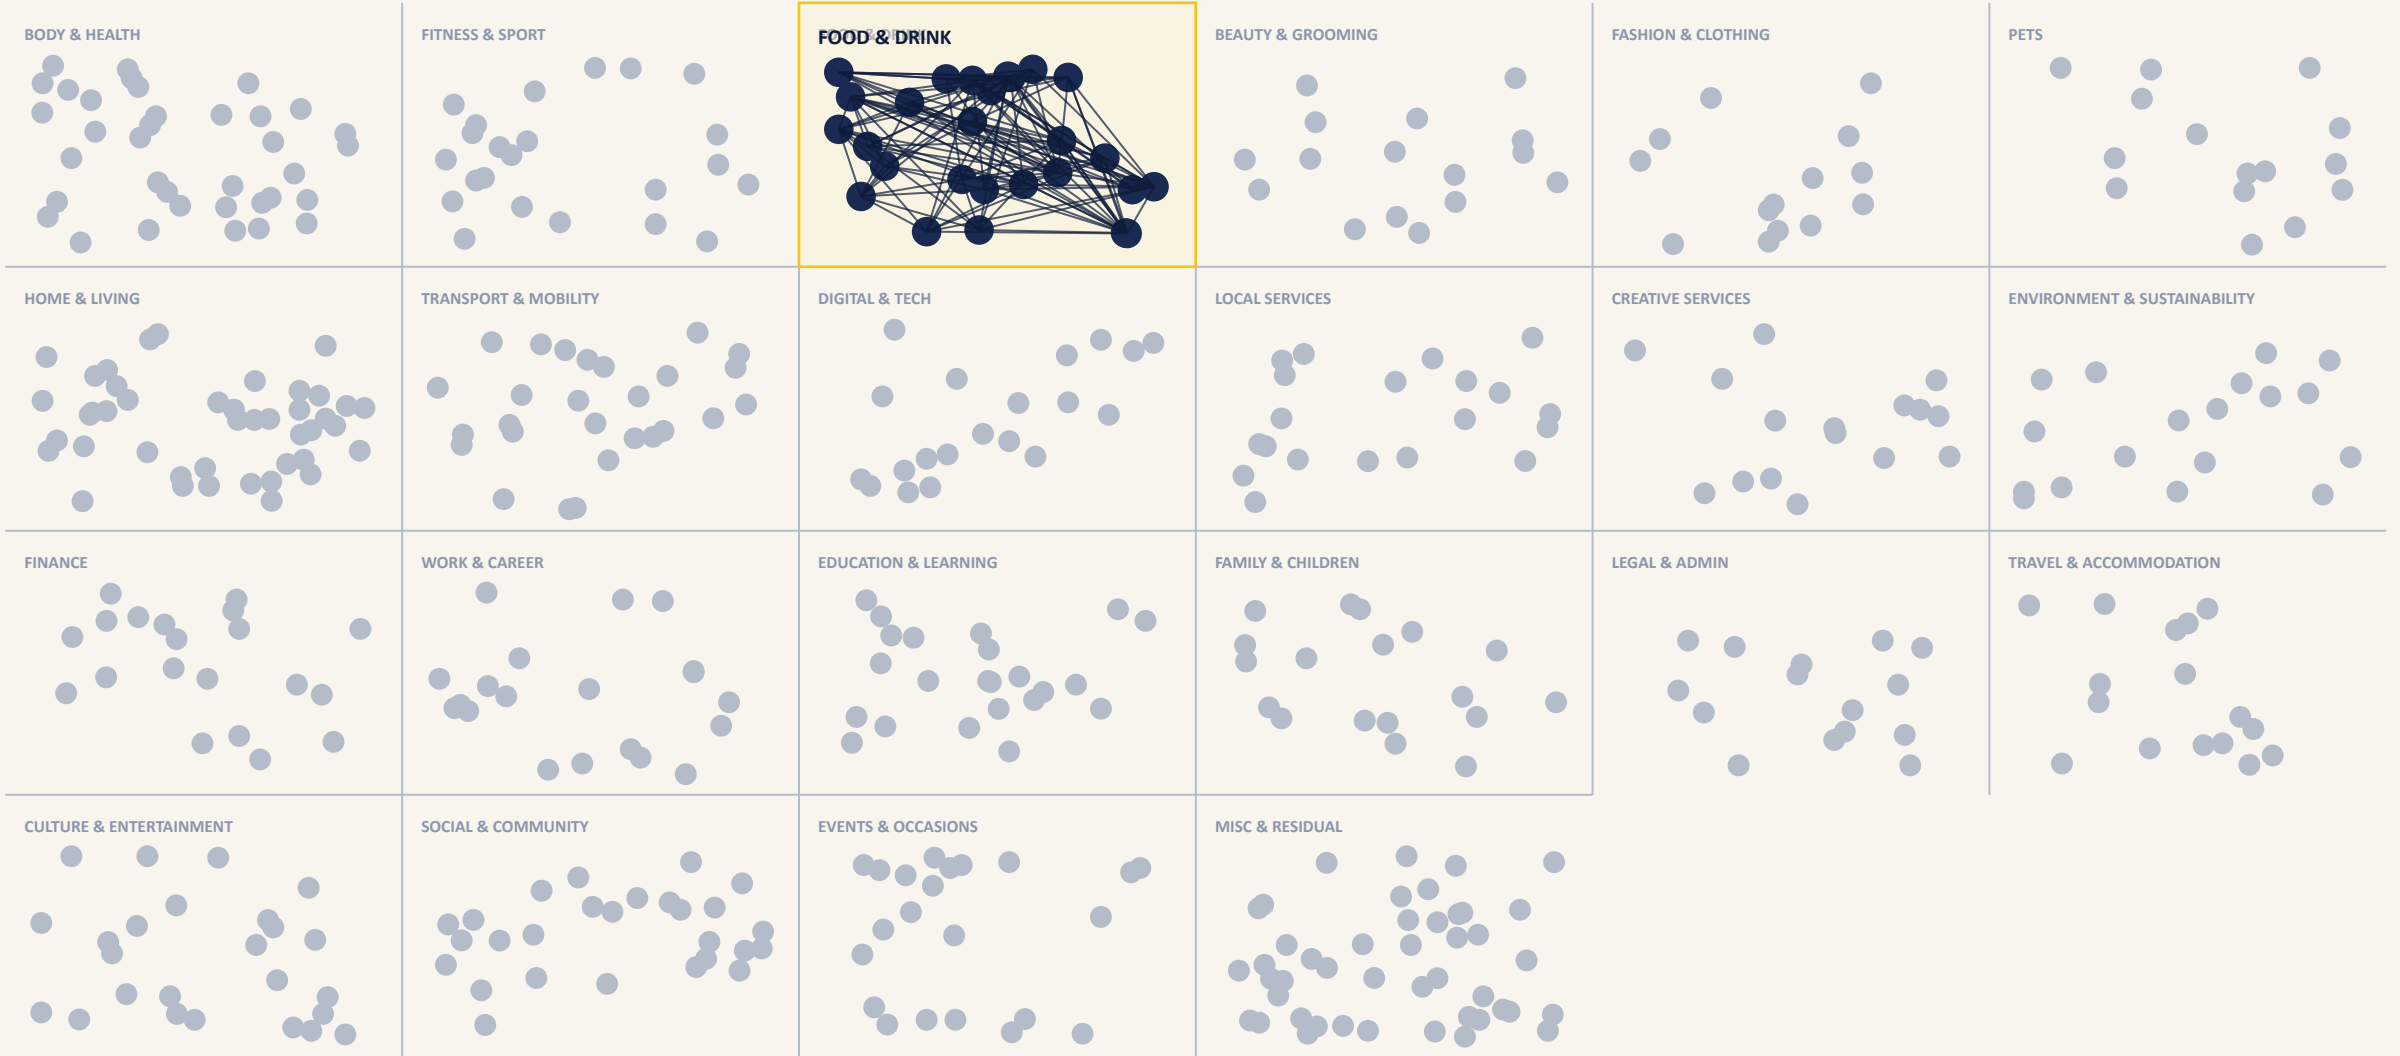 BODY & HEALTH
FITNESS & SPORT
FOOD & DRINK
BEAUTY & GROOMING
FASHION & CLOTHING
PETS
HOME & LIVING
TRANSPORT & MOBILITY
DIGITAL & TECH
LOCAL SERVICES
CREATIVE SERVICES
ENVIRONMENT & SUSTAINABILITY
FINANCE
WORK & CAREER
EDUCATION & LEARNING
FAMILY & CHILDREN
LEGAL & ADMIN
TRAVEL & ACCOMMODATION
CULTURE & ENTERTAINMENT
SOCIAL & COMMUNITY
EVENTS & OCCASIONS
MISC & RESIDUAL